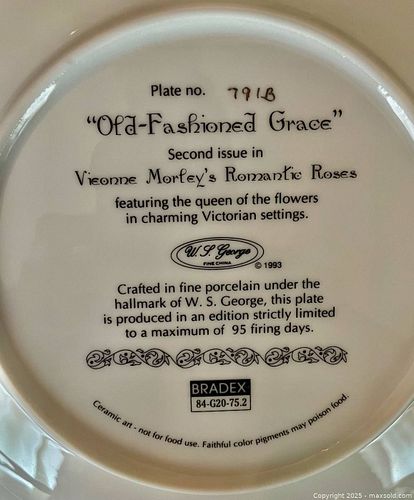 Plate no. 791B
"Old-Fashioned Grace"
Second issue in
Vieonne Morley's Romantic Roses
featuring the queen of the flowers
in charming Victorian settings.
W. S. George
FINE CHINA
© 1993
Crafted in fine porcelain under the
hallmark of W. S. George, this plate
is produced in an edition strictly limited
to a maximum of 95 firing days.
BRADEX
84-G20-75.2
Ceramic art - not for food use. Faithful color pigments may poison food.
Copyright 2025 - maxsold.com